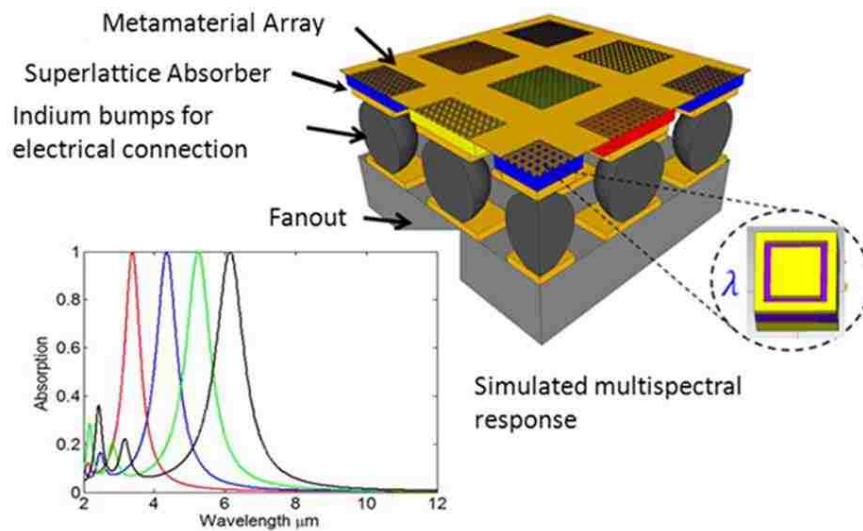 Metamaterial Array
Superlattice Absorber
Indium bumps for
electrical connection
Fanout
λ
Simulated multispectral
response
1
0.8
0.6
0.4
0.2
0
Absorption
2
4
6
8
10
12
Wavelength μm